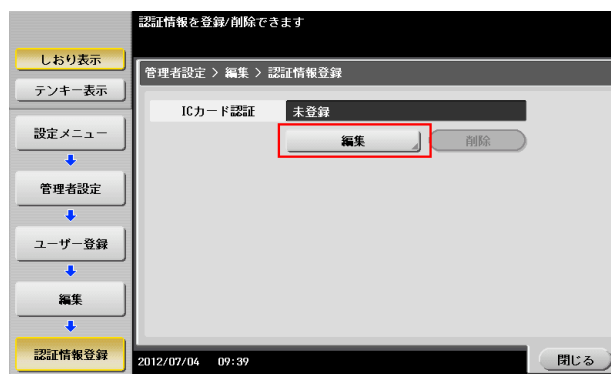 認証情報を登録/削除できます
しおり表示
テンキー表示
管理者設定 > 編集 > 認証情報登録
ICカード認証 未登録
編集 削除
設定メニュー
管理者設定
ユーザー登録
編集
認証情報登録
2012/07/04 09:39
閉じる